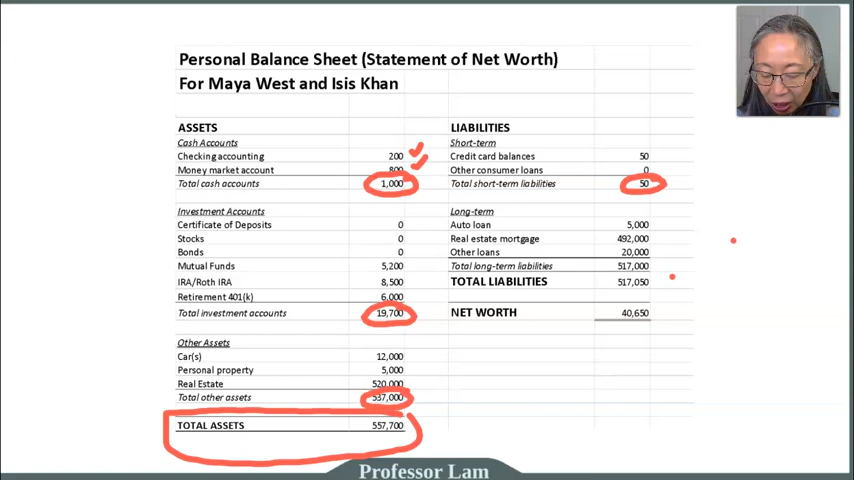 Personal Balance Sheet (Statement of Net Worth)
For Maya West and Isis Khan
ASSETS
Cash Accounts
Checking accounting 200
Money market account 800
Total cash accounts 1,000
Investment Accounts
Certificate of Deposits 0
Stocks 0
Bonds 0
Mutual Funds 5,200
IRA/Roth IRA 8,500
Retirement 401(k) 6,000
Total investment accounts 19,700
Other Assets
Car(s) 12,000
Personal property 5,000
Real Estate 520,000
Total other assets 537,000
TOTAL ASSETS 557,700
LIABILITIES
Short-term
Credit card balances 50
Other consumer loans 0
Total short-term liabilities 50
Long-term
Auto loan 5,000
Real estate mortgage 492,000
Other loans 20,000
Total long-term liabilities 517,000
TOTAL LIABILITIES 517,050
NET WORTH 40,650
Professor Lam